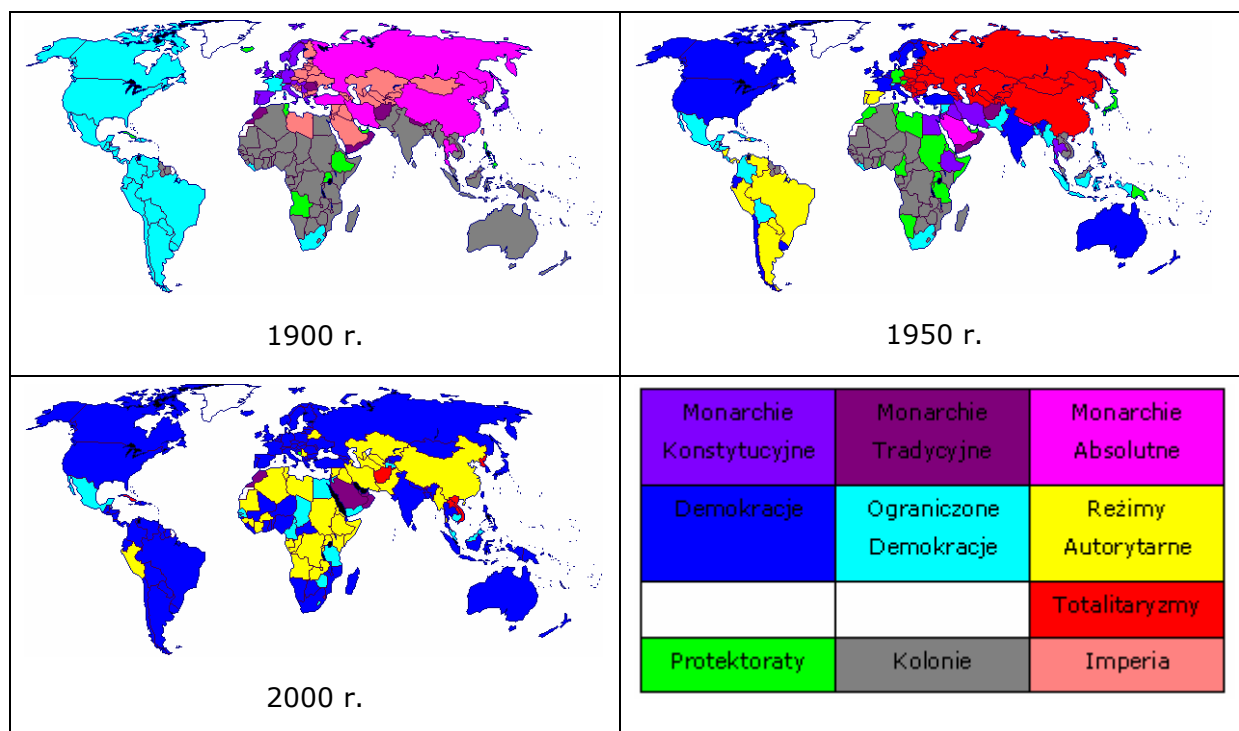 1900 r.
1950 r.
2000 r.
Monarchie
Konstytucyjne
Monarchie
Tradycyjne
Monarchie
Absolutne
Demokracje
Ograniczone
Demokracje
Reżimy
Autorytarne
Totalitaryzmy
Protektoraty
Kolonie
Imperia